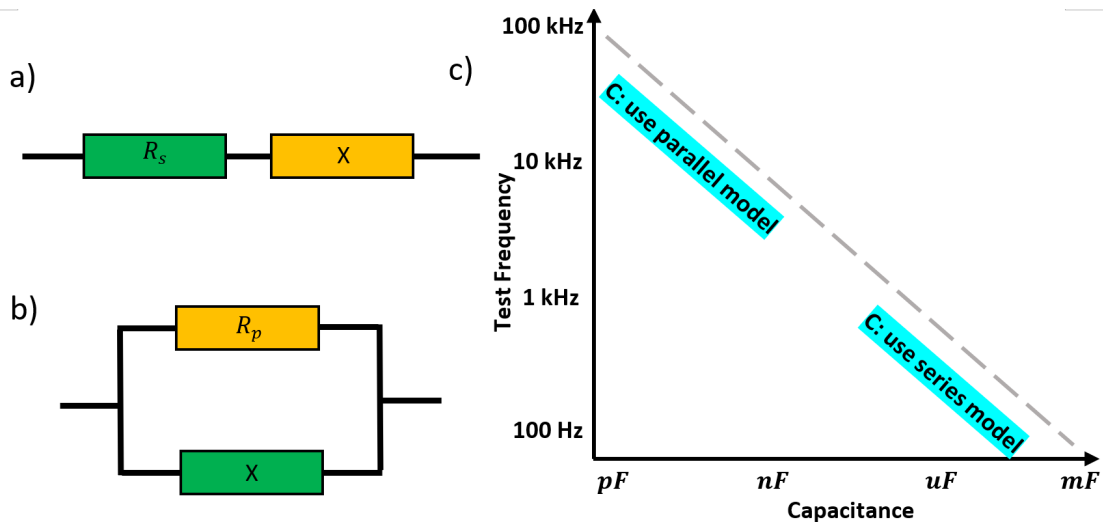 a)
R_s
X
b)
R_p
X
c)
100 kHz
10 kHz
1 kHz
100 Hz
Test Frequency
C: use parallel model
C: use series model
pF
nF
uF
mF
Capacitance